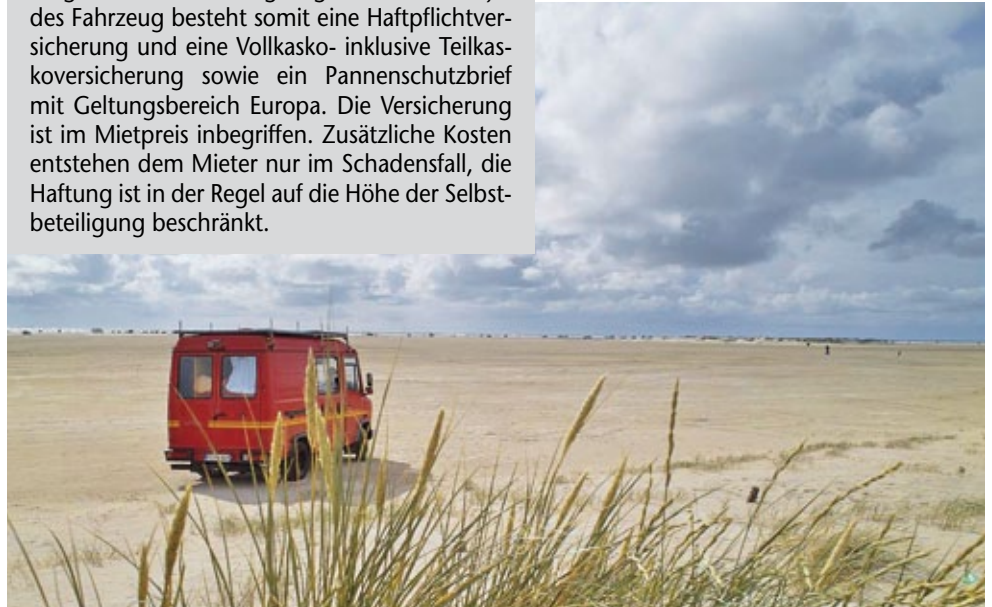 des Fahrzeug besteht somit eine Haftpflichtver-
sicherung und eine Vollkasko- inklusive Teilkas-
koversicherung sowie ein Pannenschutzbrief
mit Geltungsbereich Europa. Die Versicherung
ist im Mietpreis inbegriffen. Zusätzliche Kosten
entstehen dem Mieter nur im Schadensfall, die
Haftung ist in der Regel auf die Höhe der Selbst-
beteiligung beschränkt.